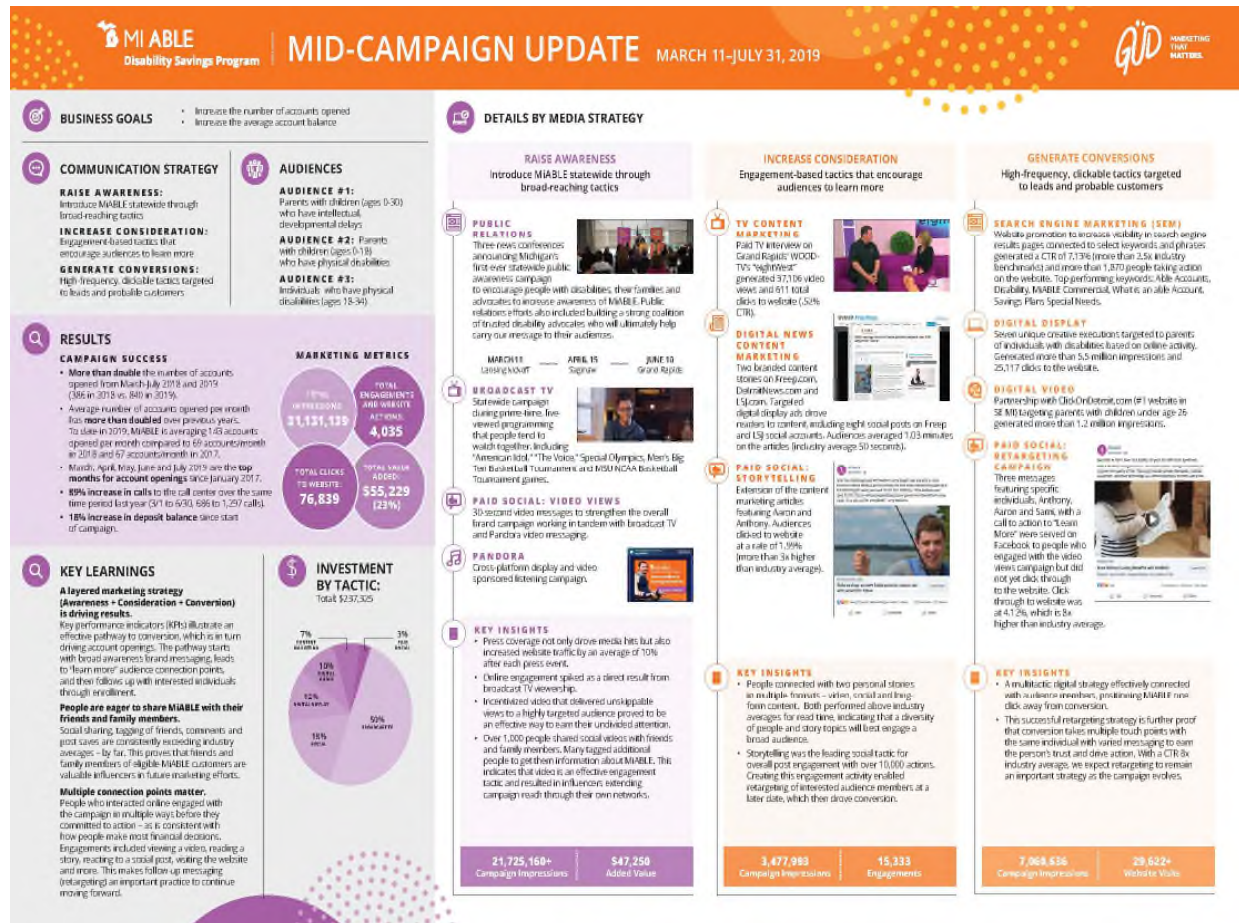 MI ABLE
Disability Savings Program
MID-CAMPAIGN UPDATE MARCH 11–JULY 31, 2019
GÜD
MARKETING
THAT
MATTERS.
BUSINESS GOALS
• Increase the number of accounts opened
• Increase the average account balance
COMMUNICATION STRATEGY
RAISE AWARENESS:
Introduce MiABLE statewide through
broad-reaching tactics
INCREASE CONSIDERATION:
Engagement-based tactics that
encourage audiences to learn more
GENERATE CONVERSIONS:
High-frequency, clickable tactics targeted
to leads and probable customers
AUDIENCES
AUDIENCE #1:
Parents with children (ages 0-30)
who have intellectual,
developmental delays
AUDIENCE #2: Parents
with children (ages 0-18)
who have physical disabilities
AUDIENCE #3:
Individuals who have physical
disabilities (ages 18-34)
RESULTS
CAMPAIGN SUCCESS
• More than double the number of accounts
opened from March-July 2018 and 2019
(386 in 2018 vs. 840 in 2019).
• Average number of accounts opened per month
has more than doubled over previous years.
To date in 2019, MiABLE is averaging 143 accounts
opened per month compared to 69 accounts/month
in 2018 and 67 accounts/month in 2017.
• March, April, May, June and July 2019 are the top
months for account openings since January 2017.
• 89% increase in calls to the call center over the same
time period last year (3/1 to 6/30, 686 to 1,297 calls).
• 18% increase in deposit balance since start
of campaign.
MARKETING METRICS
TOTAL
IMPRESSIONS:
31,131,139
TOTAL
ENGAGEMENTS
AND WEBSITE
ACTIONS:
4,035
TOTAL CLICKS
TO WEBSITE:
76,839
TOTAL VALUE
ADDED:
$55,229
(23%)
KEY LEARNINGS
A layered marketing strategy
(Awareness + Consideration + Conversion)
is driving results.
Key performance indicators (KPIs) illustrate an
effective pathway to conversion, which is in turn
driving account openings. The pathway starts
with broad awareness brand messaging, leads
to "learn more" audience connection points,
and then follows up with interested individuals
through enrollment.
People are eager to share MiABLE with their
friends and family members.
Social sharing, tagging of friends, comments and
post saves are consistently exceeding industry
averages – by far. This proves that friends and
family members of eligible MiABLE customers are
valuable influencers in future marketing efforts.
Multiple connection points matter.
People who interacted online engaged with
the campaign in multiple ways before they
committed to action – as is consistent with
how people make most financial decisions.
Engagements included viewing a video, reading a
story, reacting to a social post, visiting the website
and more. This makes follow-up messaging
(retargeting) an important practice to continue
moving forward.
INVESTMENT
BY TACTIC:
Total: $237,325
7%
3%
10%
12%
DIGITAL DISPLAY
18%
50%
DETAILS BY MEDIA STRATEGY
RAISE AWARENESS
Introduce MiABLE statewide through
broad-reaching tactics
PUBLIC
RELATIONS
Three news conferences
announcing Michigan's
first-ever statewide public
awareness campaign
to encourage people with disabilities, their families and
advocates to increase awareness of MiABLE. Public
relations efforts also included building a strong coalition
of trusted disability advocates who will ultimately help
carry our message to their audiences.
MARCH 11 APRIL 15 JUNE 10
Lansing kickoff Saginaw Grand Rapids
BROADCAST TV
Statewide campaign
during prime-time, live-
viewed programming
that people tend to
watch together. Including
"American Idol," "The Voice," Special Olympics, Men's Big
Ten Basketball Tournament and MSU NCAA Basketball
Tournament games.
PAID SOCIAL: VIDEO VIEWS
30-second video messages to strengthen the overall
brand campaign working in tandem with broadcast TV
and Pandora video messaging.
PANDORA
Cross-platform display and video
sponsored listening campaign.
KEY INSIGHTS
• Press coverage not only drove media hits but also
increased website traffic by an average of 10%
after each press event.
• Online engagement spiked as a direct result from
broadcast TV viewership.
• Incentivized video that delivered unskippable
views to a highly targeted audience proved to be
an effective way to earn their undivided attention.
• Over 1,000 people shared social videos with friends
and family members. Many tagged additional
people to get them information about MiABLE. This
indicates that video is an effective engagement
tactic and resulted in influencers extending
campaign reach through their own networks.
21,725,160+ $47,250
Campaign Impressions Added Value
INCREASE CONSIDERATION
Engagement-based tactics that encourage
audiences to learn more
TV CONTENT
MARKETING
Paid TV interview on
Grand Rapids' WOOD-
TV's "eightWest"
generated 37,106 video
views and 611 total
clicks to website (.52%
CTR).
DIGITAL NEWS
CONTENT
MARKETING
Two branded content
stories on Freep.com,
DetroitNews.com and
LSJ.com. Targeted
digital display ads drove
readers to content, including eight social posts on Freep
and LSJ social accounts. Audiences averaged 1.03 minutes
on the articles (industry average 50 seconds).
PAID SOCIAL:
STORYTELLING
Extension of the content
marketing articles
featuring Aaron and
Anthony. Audiences
clicked to website
at a rate of 1.99%
(more than 3x higher
than industry average).
KEY INSIGHTS
• People connected with two personal stories
in multiple formats – video, social and long-
form content. Both performed above industry
averages for read time, indicating that a diversity
of people and story topics will best engage a
broad audience.
• Storytelling was the leading social tactic for
overall post engagement with over 10,000 actions.
Creating this engagement activity enabled
retargeting of interested audience members at a
later date, which then drove conversion.
3,477,993 15,333
Campaign Impressions Engagements
GENERATE CONVERSIONS
High-frequency, clickable tactics targeted
to leads and probable customers
SEARCH ENGINE MARKETING (SEM)
Website promotion to increase visibility in search engine
results pages connected to select keywords and phrases
generated a CTR of 7.13% (more than 2.5x industry
benchmark) and more than 1,870 people taking action
on the website. Top-performing keywords: Able Accounts,
Disability, MiABLE Commercial, What is an able Account,
Savings Plans Special Needs.
DIGITAL DISPLAY
Seven unique creative executions targeted to parents
of individuals with disabilities based on online activity.
Generated more than 5.5 million impressions and
25,117 clicks to the website.
DIGITAL VIDEO
Partnership with ClickOnDetroit.com (#1 website in
SE MI) targeting parents with children under age 26
generated more than 1.2 million impressions.
PAID SOCIAL:
RETARGETING
CAMPAIGN
Three messages
featuring specific
individuals, Anthony,
Aaron and Sami, with a
call to action to "Learn
More" were served on
Facebook to people who
engaged with the video
views campaign but did
not yet click through
to the website. Click
through to website was
at 4.12%, which is 8x
higher than industry average.
KEY INSIGHTS
• A multitactic digital strategy effectively connected
with audience members, positioning MiABLE one
click away from conversion.
• This successful retargeting strategy is further proof
that conversion takes multiple touch points with
the same individual with varied messaging to earn
the person's trust and drive action. With a CTR 8x
industry average, we expect retargeting to remain
an important strategy as the campaign evolves.
29,622+
Campaign Impressions Website Visits